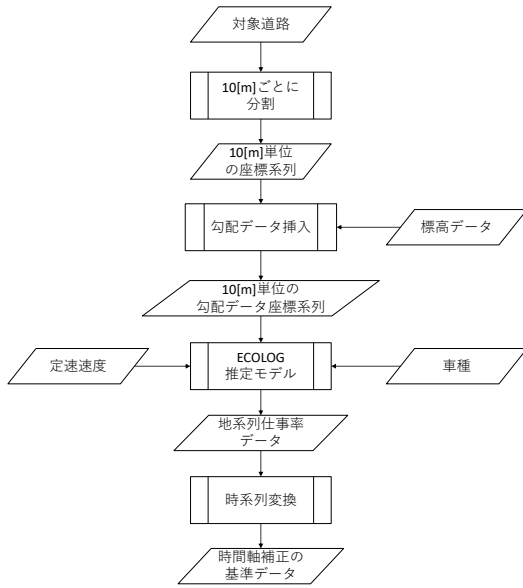 対象道路
10[m]ごとに
分割
10[m]単位
の座標系列
勾配データ挿入
標高データ
10[m]単位の
勾配データ座標系列
定速速度
ECOLOG
推定モデル
車種
地系列仕事率
データ
時系列変換
時間軸補正の
基準データ